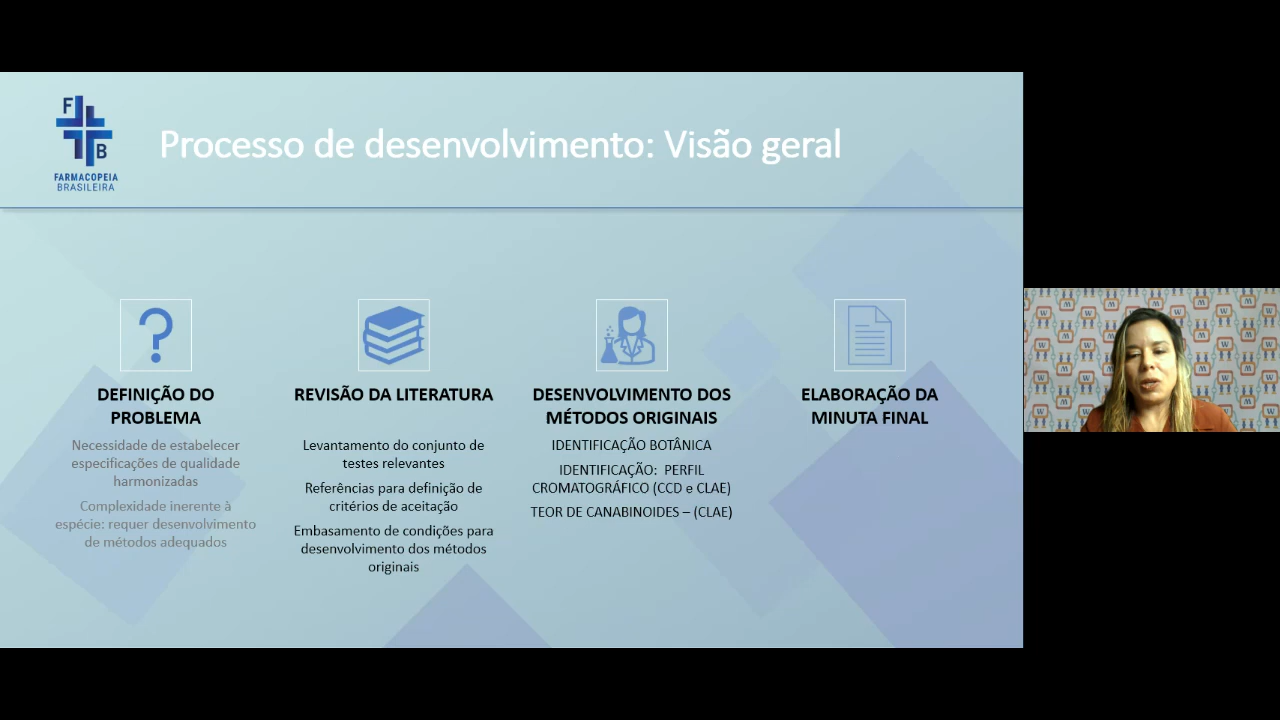 F
B
FARMACOPEIA
BRASILEIRA
Processo de desenvolvimento: Visão geral
DEFINIÇÃO DO
PROBLEMA
Necessidade de estabelecer
especificações de qualidade
harmonizadas
Complexidade inerente à
espécie: requer desenvolvimento
de métodos adequados
REVISÃO DA LITERATURA
Levantamento do conjunto de
testes relevantes
Referências para definição de
critérios de aceitação
Embasamento de condições para
desenvolvimento dos métodos
originais
DESENVOLVIMENTO DOS
MÉTODOS ORIGINAIS
IDENTIFICAÇÃO BOTÂNICA
IDENTIFICAÇÃO: PERFIL
CROMATOGRÁFICO (CCD e CLAE)
TEOR DE CANABINOIDES – (CLAE)
ELABORAÇÃO DA
MINUTA FINAL